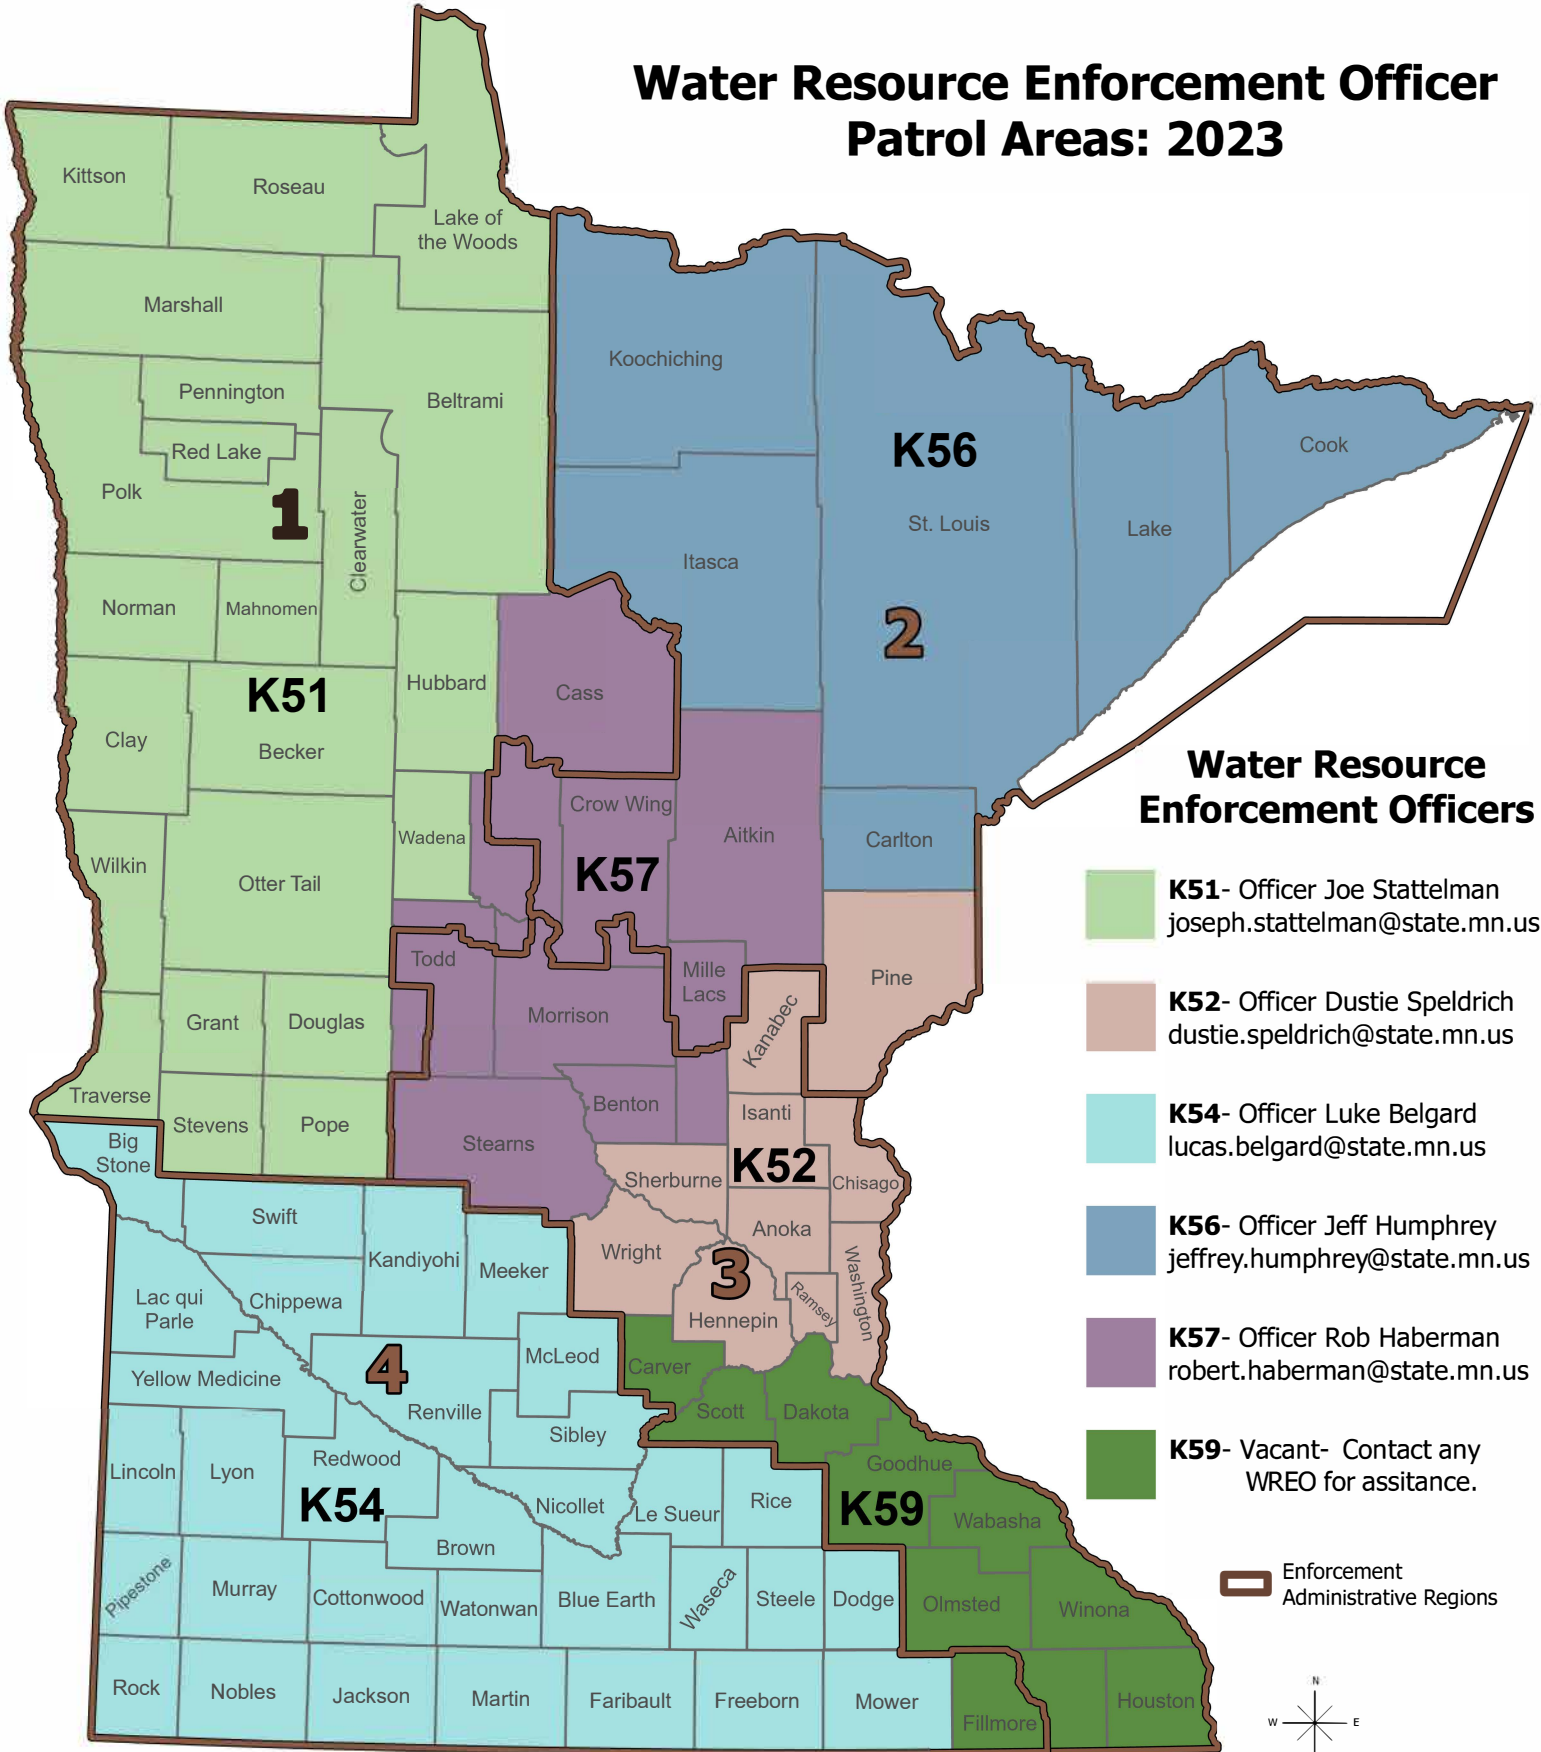 Water Resource Enforcement Officer
Patrol Areas: 2023
Kittson
Roseau
Lake of
the Woods
Marshall
Koochiching
Pennington
Beltrami
Red Lake
Polk
1
Clearwater
K56
Cook
St. Louis
Lake
Itasca
Norman
Mahnomen
2
Hubbard
Cass
K51
Clay
Becker
Crow Wing
Wadena
Aitkin
Carlton
Wilkin
Otter Tail
K57
Todd
Mille
Lacs
Pine
Grant
Douglas
Morrison
Kanabec
Traverse
Stevens
Pope
Benton
Isanti
Big
Stone
Stearns
K52
Sherburne
Chisago
Swift
Anoka
Kandiyohi
Meeker
Wright
3
Washington
Lac qui
Parle
Chippewa
Ramsey
Hennepin
McLeod
4
Yellow Medicine
Carver
Renville
Scott
Dakota
Sibley
Lincoln
Lyon
Redwood
Goodhue
K54
Nicollet
Le Sueur
Rice
K59
Wabasha
Brown
Pipestone
Murray
Cottonwood
Watonwan
Blue Earth
Waseca
Steele
Dodge
Olmsted
Winona
Rock
Nobles
Jackson
Martin
Faribault
Freeborn
Mower
Fillmore
Houston
Water Resource
Enforcement Officers
K51- Officer Joe Stattelman
joseph.stattelman@state.mn.us
K52- Officer Dustie Speldrich
dustie.speldrich@state.mn.us
K54- Officer Luke Belgard
lucas.belgard@state.mn.us
K56- Officer Jeff Humphrey
jeffrey.humphrey@state.mn.us
K57- Officer Rob Haberman
robert.haberman@state.mn.us
K59- Vacant- Contact any
WREO for assitance.
Enforcement
Administrative Regions
N
W E